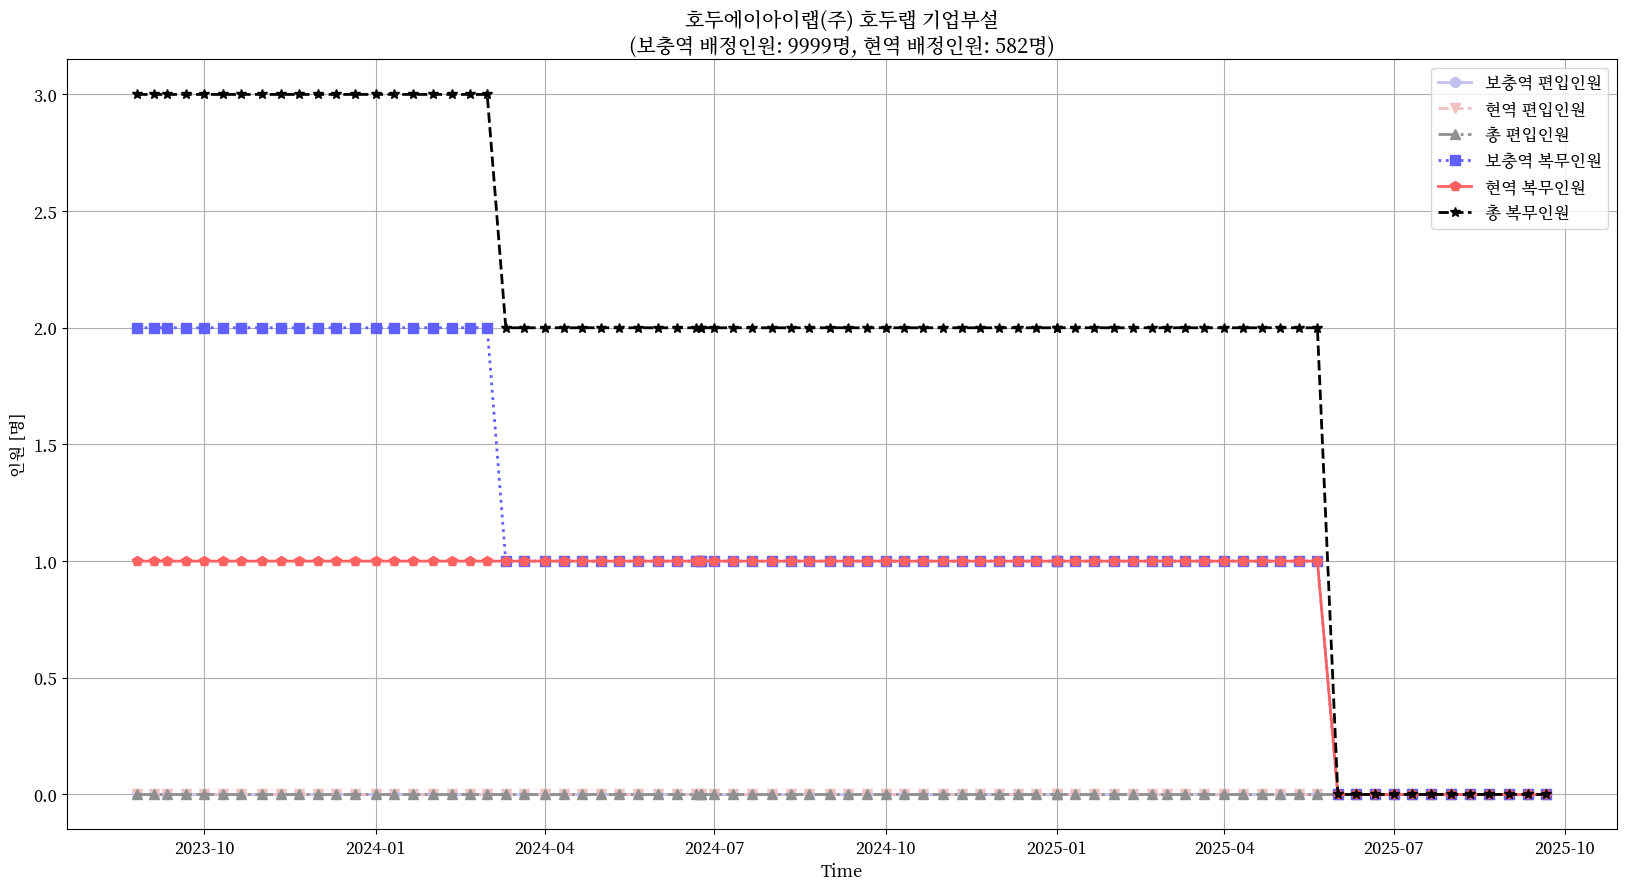 호두에이아이랩(주) 호두랩 기업부설
(보충역 배정인원: 9999명, 현역 배정인원: 582명)
보충역 편입인원
현역 편입인원
총 편입인원
보충역 복무인원
현역 복무인원
총 복무인원
인원 [명]
3.0
2.5
2.0
1.5
1.0
0.5
0.0
2023-10
2024-01
2024-04
2024-07
2024-10
2025-01
2025-04
2025-07
2025-10
Time